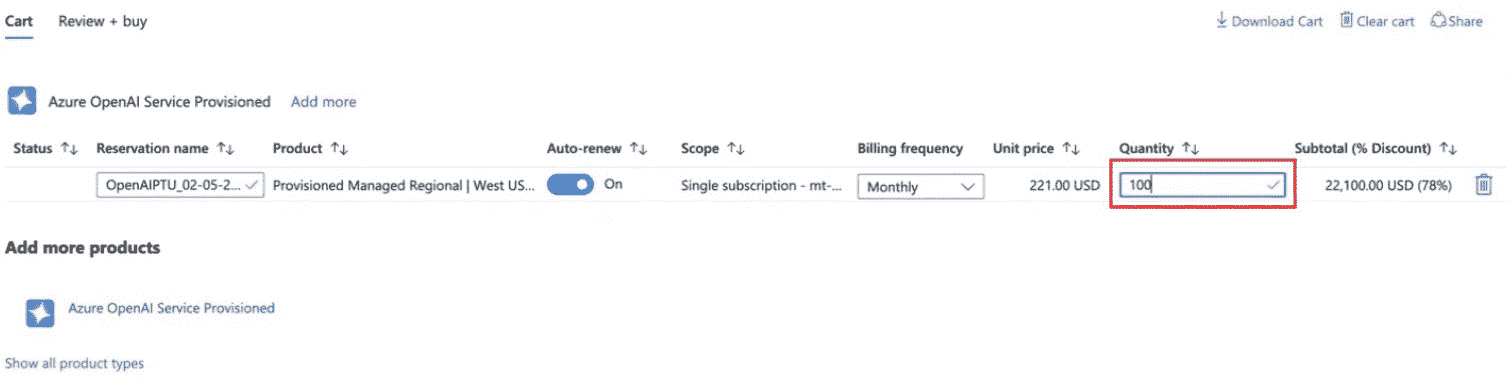 Cart Review + buy Download Cart Clear cart Share
Azure OpenAI Service Provisioned Add more
Status ↑↓ Reservation name ↑↓ Product ↑↓ Auto-renew ↑↓ Scope ↑↓ Billing frequency Unit price ↑↓ Quantity ↑↓ Subtotal (% Discount) ↑↓
OpenAIPTU_02-05-2... Provisioned Managed Regional | West US... On Single subscription - mt-... Monthly 221.00 USD 100 22,100.00 USD (78%)
Add more products
Azure OpenAI Service Provisioned
Show all product types